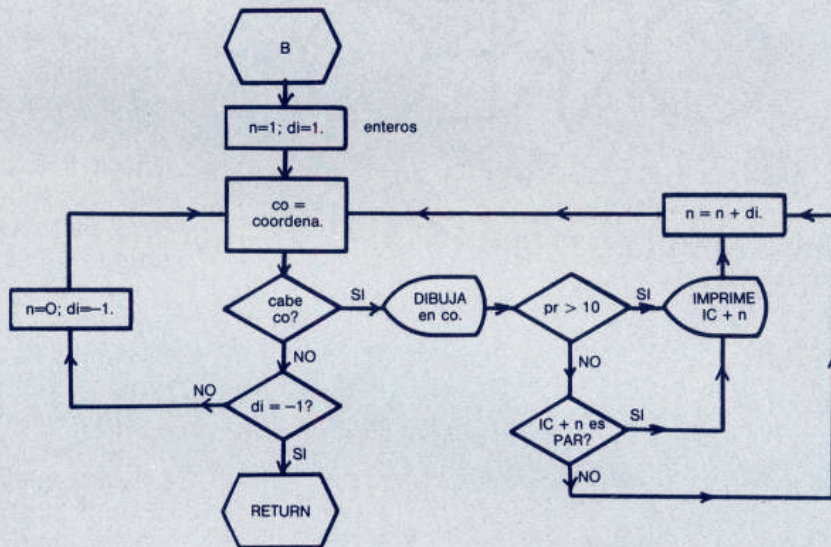 B
n=1; di=1.
enteros
co =
coordena.
n = n + di.
cabe
co?
SI
DIBUJA
en co.
pr > 10
SI
IMPRIME
IC + n
n=O; di=–1.
NO
NO
NO
di = –1?
IC + n es
PAR?
SI
SI
NO
RETURN